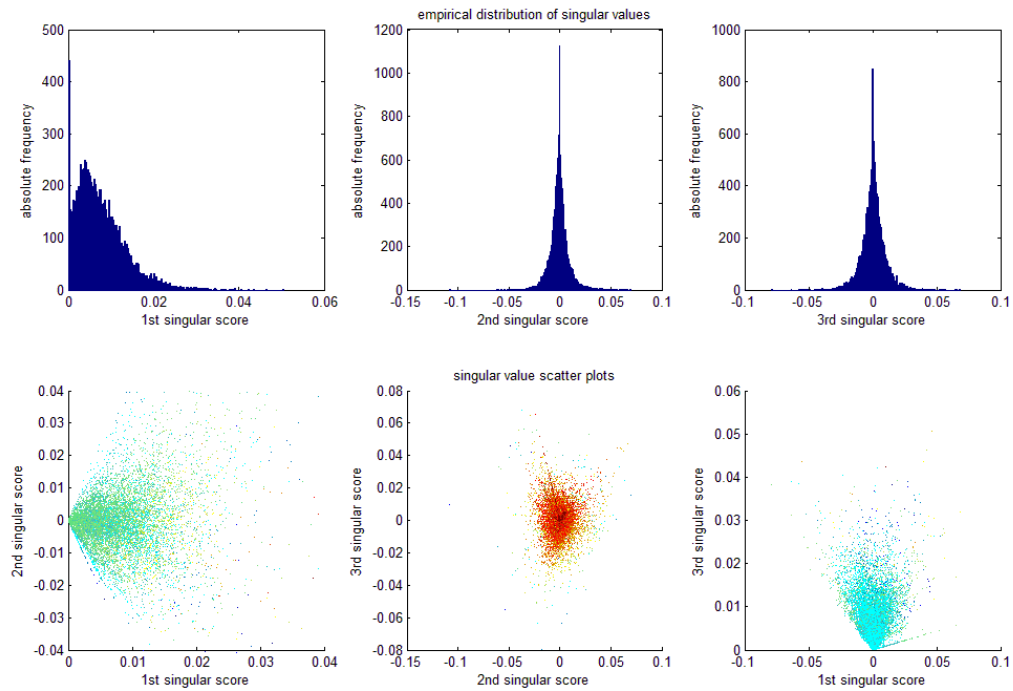 empirical distribution of singular values
500
400
300
200
100
0
absolute frequency
0 0.02 0.04 0.06
1st singular score
1200
1000
800
600
400
200
0
absolute frequency
-0.15 -0.1 -0.05 0 0.05 0.1
2nd singular score
1000
800
600
400
200
0
absolute frequency
-0.1 -0.05 0 0.05 0.1
3rd singular score
singular value scatter plots
0.04
0.03
0.02
0.01
0
-0.01
-0.02
-0.03
-0.04
2nd singular score
0 0.01 0.02 0.03 0.04
1st singular score
0.08
0.06
0.04
0.02
0
-0.02
-0.04
-0.06
-0.08
3rd singular score
-0.15 -0.1 -0.05 0 0.05 0.1
2nd singular score
0.06
0.05
0.04
0.03
0.02
0.01
0
3rd singular score
-0.1 -0.05 0 0.05 0.1
1st singular score